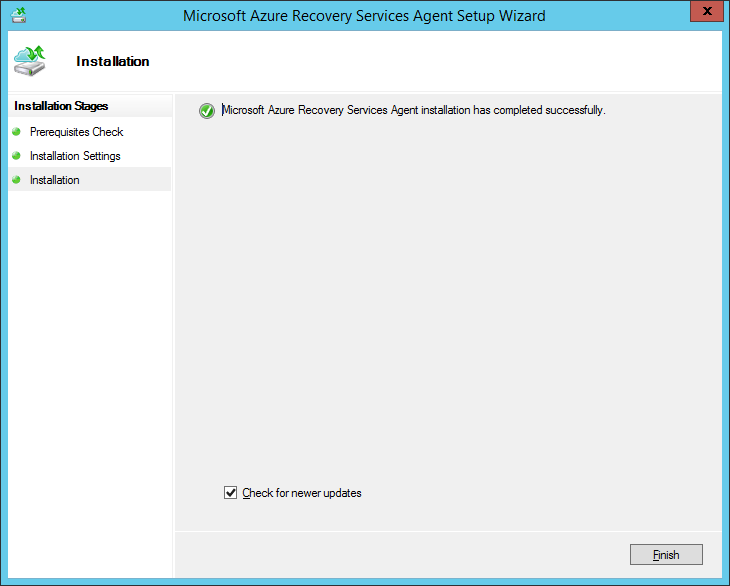 Microsoft Azure Recovery Services Agent Setup Wizard
Installation
Installation Stages
Prerequisites Check
Installation Settings
Installation
Microsoft Azure Recovery Services Agent installation has completed successfully.
Check for newer updates
Finish